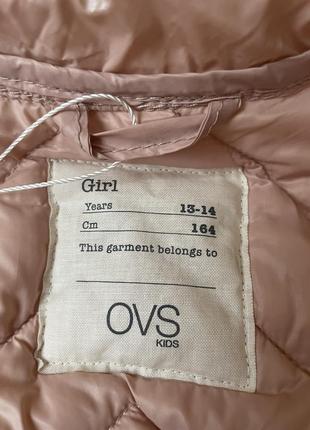 Girl
Years 13-14
Cm 164
This garment belongs to
OVS
KIDS